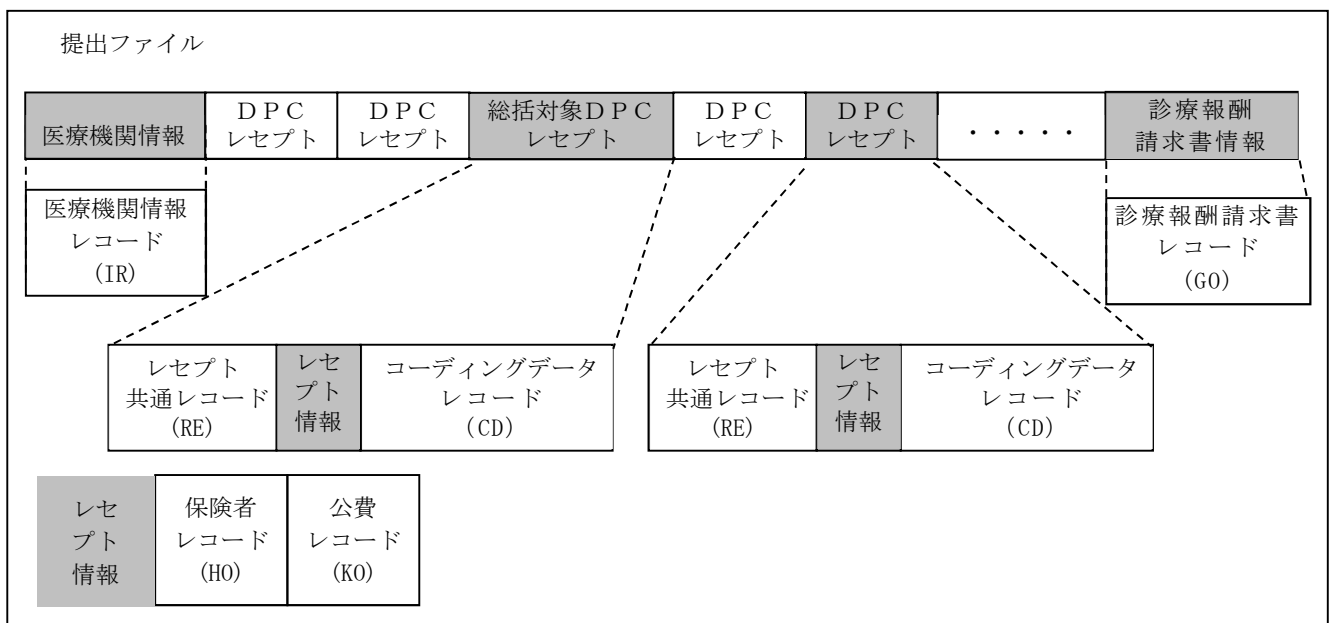 提出ファイル
医療機関情報
ＤＰＣ
レセプト
ＤＰＣ
レセプト
総括対象ＤＰＣ
レセプト
ＤＰＣ
レセプト
ＤＰＣ
レセプト
・・・・・
診療報酬
請求書情報
医療機関情報
レコード
(IR)
診療報酬請求書
レコード
(GO)
レセプト
共通レコード
(RE)
レセ
プト
情報
コーディングデータ
レコード
(CD)
レセプト
共通レコード
(RE)
レセ
プト
情報
コーディングデータ
レコード
(CD)
レセ
プト
情報
保険者
レコード
(HO)
公費
レコード
(KO)